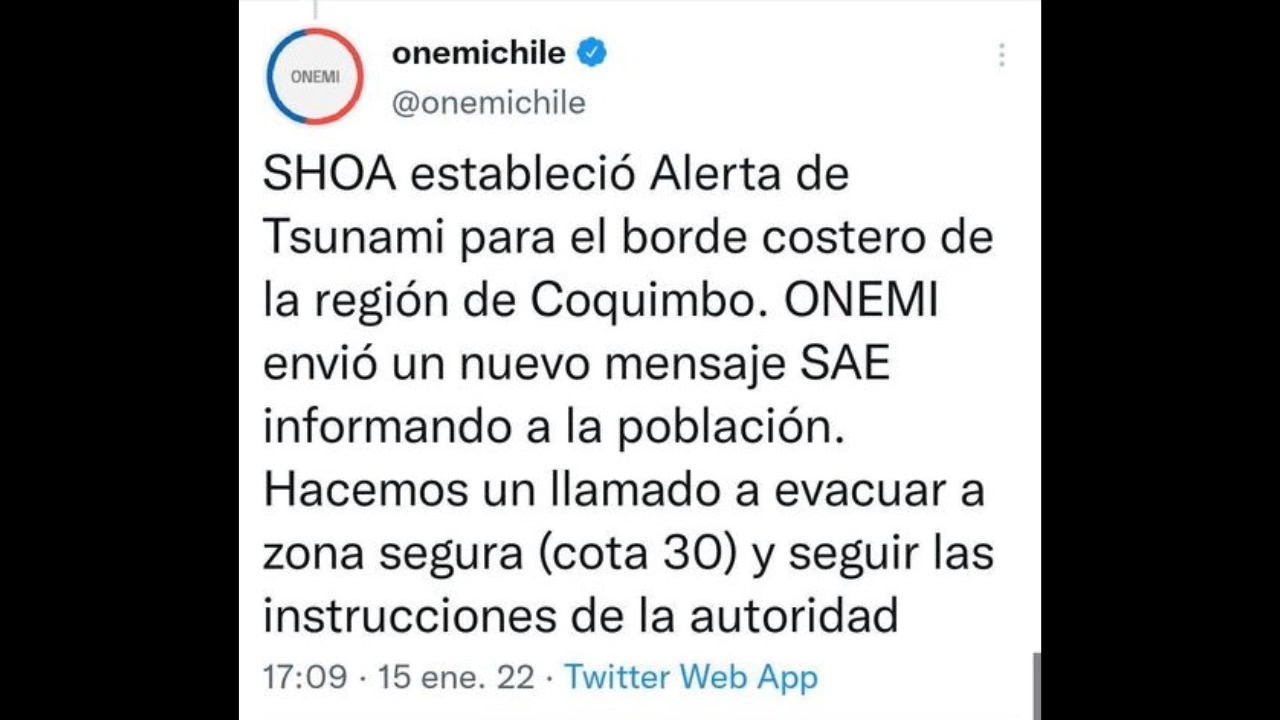 ONEMI
onemichile
@onemichile
SHOA estableció Alerta de
Tsunami para el borde costero de
la región de Coquimbo. ONEMI
envió un nuevo mensaje SAE
informando a la población.
Hacemos un llamado a evacuar a
zona segura (cota 30) y seguir las
instrucciones de la autoridad
17:09 · 15 ene. 22 · Twitter Web App